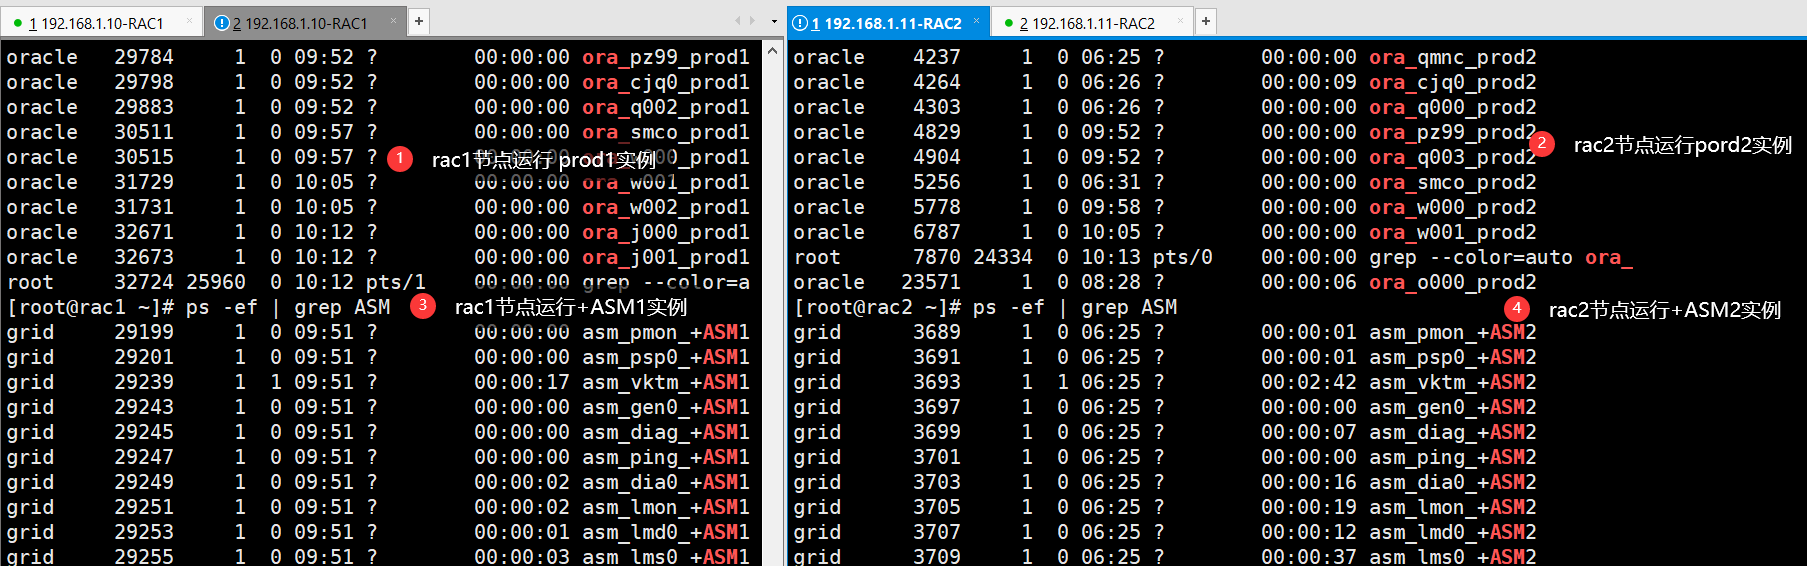 1 192.168.1.10-RAC1
2 192.168.1.10-RAC1
oracle 29784 1 0 09:52 ? 00:00:00 ora_pz99_prod1
oracle 29798 1 0 09:52 ? 00:00:00 ora_cjq0_prod1
oracle 29883 1 0 09:52 ? 00:00:00 ora_q002_prod1
oracle 30511 1 0 09:57 ? 00:00:00 ora_smco_prod1
oracle 30515 1 0 09:57 ?
1 rac1节点运行 prod1实例
oracle 31729 1 0 10:05 ? 00:00:00 ora_w001_prod1
oracle 31731 1 0 10:05 ? 00:00:00 ora_w002_prod1
oracle 32671 1 0 10:12 ? 00:00:00 ora_j000_prod1
oracle 32673 1 0 10:12 ? 00:00:00 ora_j001_prod1
root 32724 25960 0 10:12 pts/1 00:00:00 grep --color=a
[root@rac1 ~]# ps -ef | grep ASM
3 rac1节点运行+ASM1实例
grid 29199 1 0 09:51 ? 00:00:00 asm_pmon_+ASM1
grid 29201 1 0 09:51 ? 00:00:00 asm_psp0_+ASM1
grid 29239 1 1 09:51 ? 00:00:17 asm_vktm_+ASM1
grid 29243 1 0 09:51 ? 00:00:00 asm_gen0_+ASM1
grid 29245 1 0 09:51 ? 00:00:00 asm_diag_+ASM1
grid 29247 1 0 09:51 ? 00:00:00 asm_ping_+ASM1
grid 29249 1 0 09:51 ? 00:00:02 asm_dia0_+ASM1
grid 29251 1 0 09:51 ? 00:00:02 asm_lmon_+ASM1
grid 29253 1 0 09:51 ? 00:00:01 asm_lmd0_+ASM1
grid 29255 1 0 09:51 ? 00:00:03 asm_lms0_+ASM1
1 192.168.1.11-RAC2
2 192.168.1.11-RAC2
oracle 4237 1 0 06:25 ? 00:00:00 ora_qmnc_prod2
oracle 4264 1 0 06:26 ? 00:00:09 ora_cjq0_prod2
oracle 4303 1 0 06:26 ? 00:00:00 ora_q000_prod2
oracle 4829 1 0 09:52 ? 00:00:00 ora_pz99_prod2
2 rac2节点运行pord2实例
oracle 4904 1 0 09:52 ? 00:00:00 ora_q003_prod2
oracle 5256 1 0 06:31 ? 00:00:00 ora_smco_prod2
oracle 5778 1 0 09:58 ? 00:00:00 ora_w000_prod2
oracle 6787 1 0 10:05 ? 00:00:00 ora_w001_prod2
root 7870 24334 0 10:13 pts/0 00:00:00 grep --color=auto ora_
oracle 23571 1 0 08:28 ? 00:00:06 ora_o000_prod2
[root@rac2 ~]# ps -ef | grep ASM
4 rac2节点运行+ASM2实例
grid 3689 1 0 06:25 ? 00:00:01 asm_pmon_+ASM2
grid 3691 1 0 06:25 ? 00:00:01 asm_psp0_+ASM2
grid 3693 1 1 06:25 ? 00:02:42 asm_vktm_+ASM2
grid 3697 1 0 06:25 ? 00:00:00 asm_gen0_+ASM2
grid 3699 1 0 06:25 ? 00:00:07 asm_diag_+ASM2
grid 3701 1 0 06:25 ? 00:00:00 asm_ping_+ASM2
grid 3703 1 0 06:25 ? 00:00:16 asm_dia0_+ASM2
grid 3705 1 0 06:25 ? 00:00:19 asm_lmon_+ASM2
grid 3707 1 0 06:25 ? 00:00:12 asm_lmd0_+ASM2
grid 3709 1 0 06:25 ? 00:00:37 asm_lms0_+ASM2